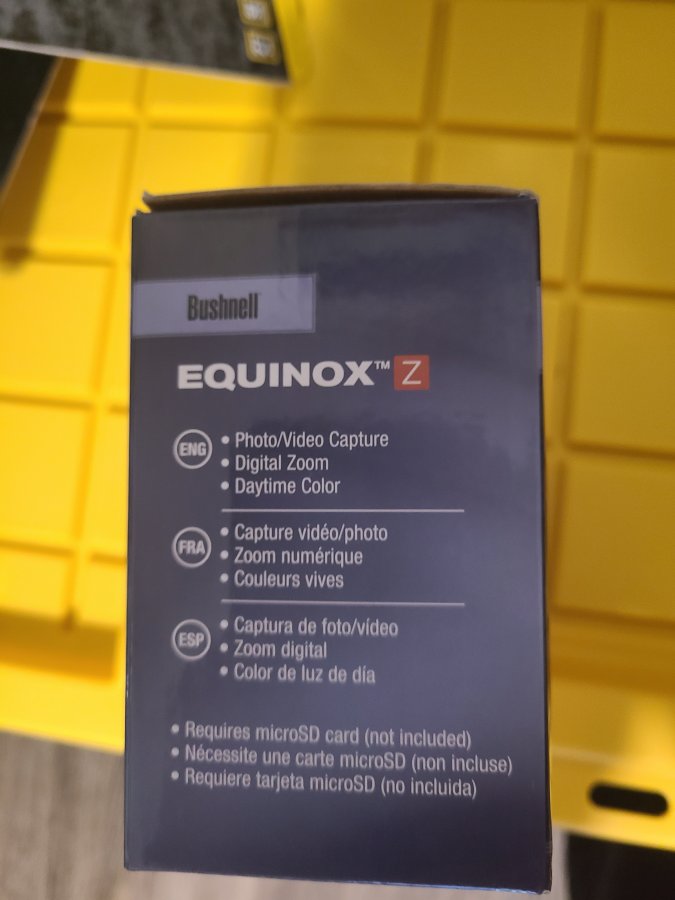 Bushnell
EQUINOX™ Z
ENG
• Photo/Video Capture
• Digital Zoom
• Daytime Color
FRA
• Capture vidéo/photo
• Zoom numérique
• Couleurs vives
ESP
• Captura de foto/vídeo
• Zoom digital
• Color de luz de día
• Requires microSD card (not included)
• Nécessite une carte microSD (non incluse)
• Requiere tarjeta microSD (no incluida)